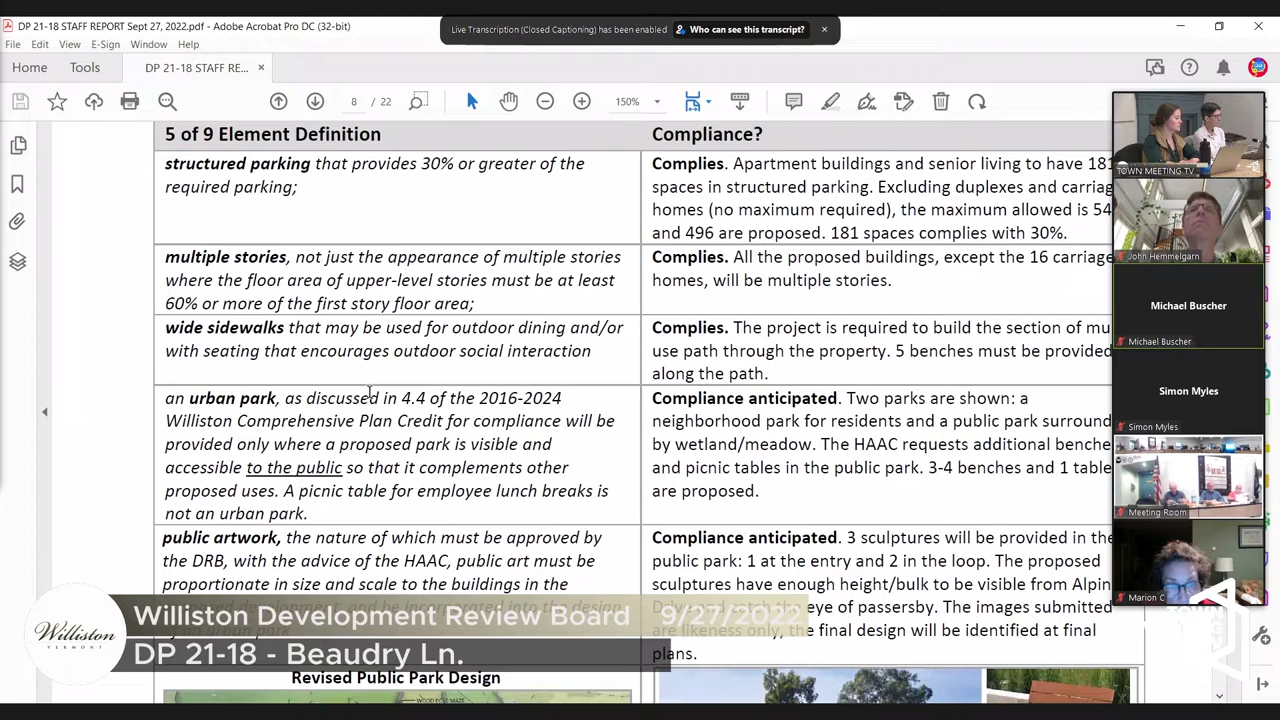 DP 21-18 STAFF REPORT Sept 27, 2022.pdf - Adobe Acrobat Pro DC (32-bit)
Live Transcription (Closed Captioning) has been enabled
Who can see this transcript?
File Edit View E-Sign Window Help
Home Tools DP 21-18 STAFF RE...
8 / 22 150%
5 of 9 Element Definition
Compliance?
structured parking that provides 30% or greater of the
required parking;
Complies. Apartment buildings and senior living to have 181
spaces in structured parking. Excluding duplexes and carriag
homes (no maximum required), the maximum allowed is 54
and 496 are proposed. 181 spaces complies with 30%.
multiple stories, not just the appearance of multiple stories
where the floor area of upper-level stories must be at least
60% or more of the first story floor area;
Complies. All the proposed buildings, except the 16 carriage
homes, will be multiple stories.
wide sidewalks that may be used for outdoor dining and/or
with seating that encourages outdoor social interaction
Complies. The project is required to build the section of mu
use path through the property. 5 benches must be provided
along the path.
an urban park, as discussed in 4.4 of the 2016-2024
Williston Comprehensive Plan Credit for compliance will be
provided only where a proposed park is visible and
accessible to the public so that it complements other
proposed uses. A picnic table for employee lunch breaks is
not an urban park.
Compliance anticipated. Two parks are shown: a
neighborhood park for residents and a public park surround
by wetland/meadow. The HAAC requests additional benche
and picnic tables in the public park. 3-4 benches and 1 table
are proposed.
public artwork, the nature of which must be approved by
the DRB, with the advice of the HAAC, public art must be
proportionate in size and scale to the buildings in the
Compliance anticipated. 3 sculptures will be provided in the
public park: 1 at the entry and 2 in the loop. The proposed
sculptures have enough height/bulk to be visible from Alpin
eye of passersby. The images submitted
are likeness only, the final design will be identified at final
plans.
Revised Public Park Design
TOWN MEETING TV
John Hemmelgarn
Michael Buscher
Michael Buscher
Simon Myles
Simon Myles
Meeting Room
Marion C
Williston
VERMONT
Williston Development Review Board 9/27/2022
DP 21-18 - Beaudry Ln.